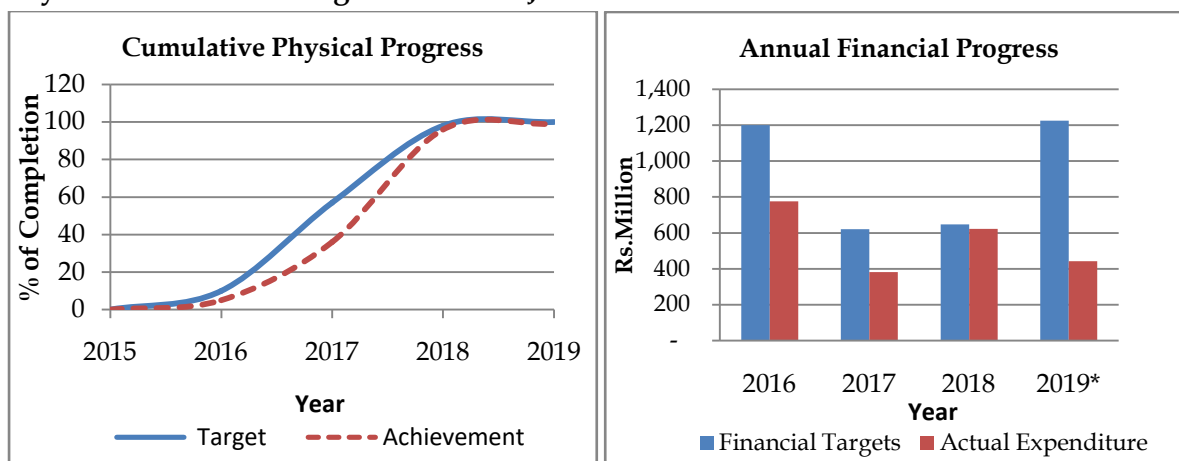 Cumulative Physical Progress
120
100
80
60
40
20
0
% of Completion
2015 2016 2017 2018 2019
Year
Target Achievement
Annual Financial Progress
1,400
1,200
1,000
800
600
400
200
-
Rs.Million
2016 2017 2018 2019*
Year
Financial Targets Actual Expenditure